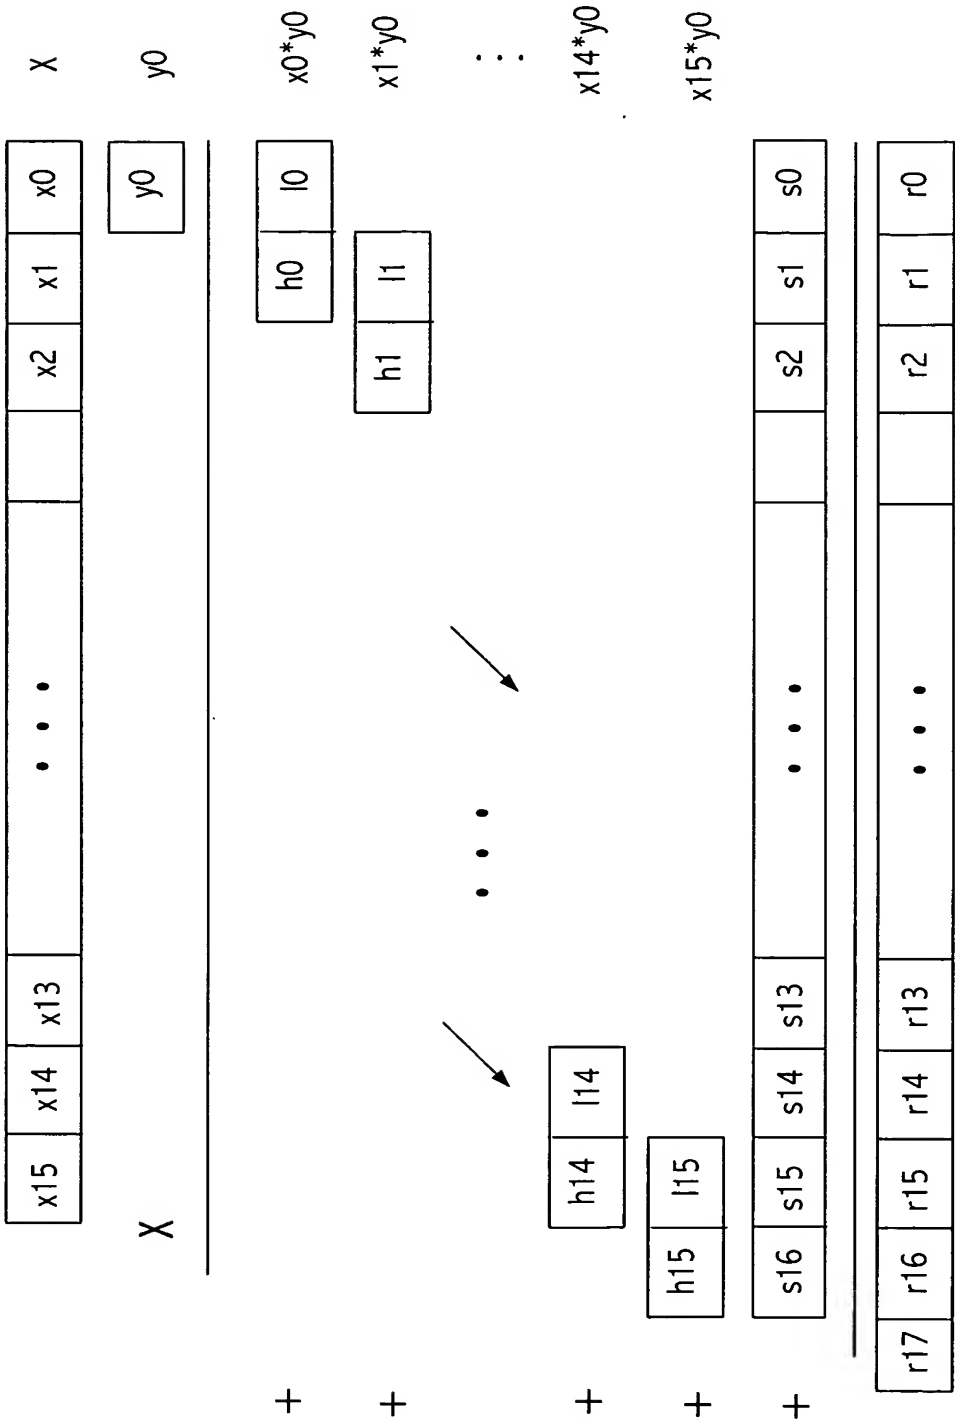 x15 x14 x13 • • • x2 x1 x0 X
X y0 y0
+ h0 l0 x0*y0
+ h1 l1 x1*y0
• • • . . .
+ h14 l14 x14*y0
+ h15 l15 x15*y0
+ s16 s15 s14 s13 • • • s2 s1 s0
r17 r16 r15 r14 r13 • • • r2 r1 r0